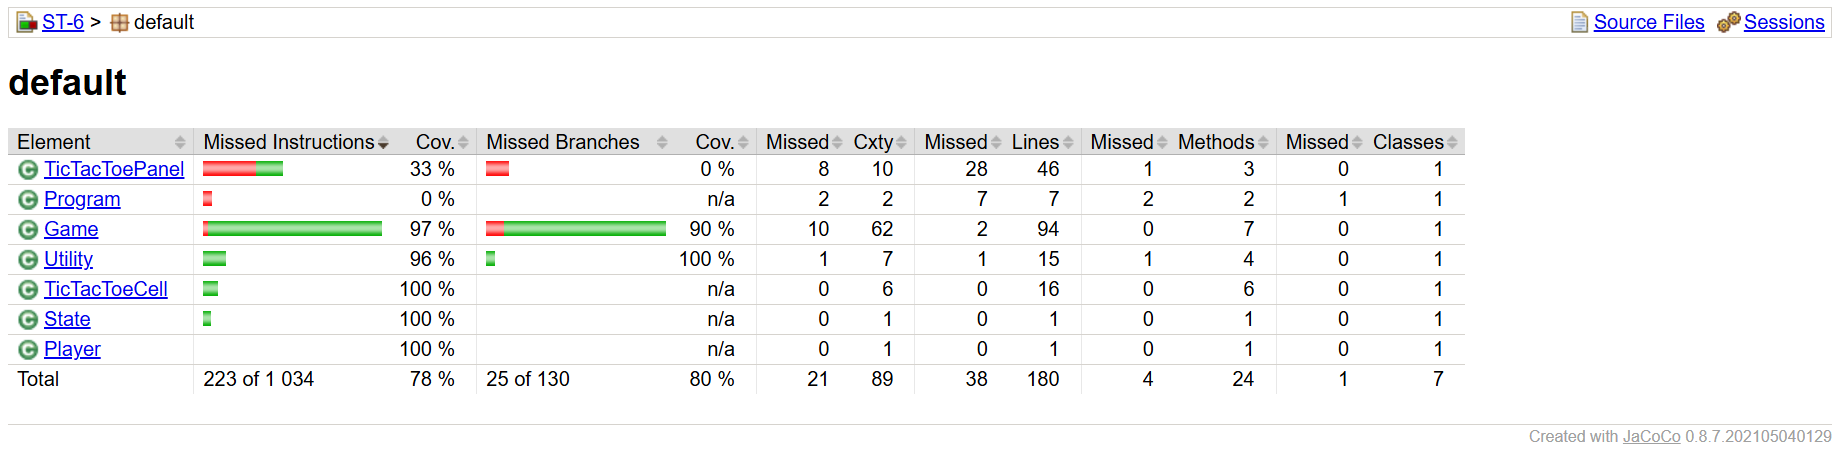 ST-6 > default Source Files Sessions
default
Element Missed Instructions Cov. Missed Branches Cov. Missed Cxty Missed Lines Missed Methods Missed Classes
TicTacToePanel 33 % 0 % 8 10 28 46 1 3 0 1
Program 0 % n/a 2 2 7 7 2 2 1 1
Game 97 % 90 % 10 62 2 94 0 7 0 1
Utility 96 % 100 % 1 7 1 15 1 4 0 1
TicTacToeCell 100 % n/a 0 6 0 16 0 6 0 1
State 100 % n/a 0 1 0 1 0 1 0 1
Player 100 % n/a 0 1 0 1 0 1 0 1
Total 223 of 1 034 78 % 25 of 130 80 % 21 89 38 180 4 24 1 7
Created with JaCoCo 0.8.7.202105040129